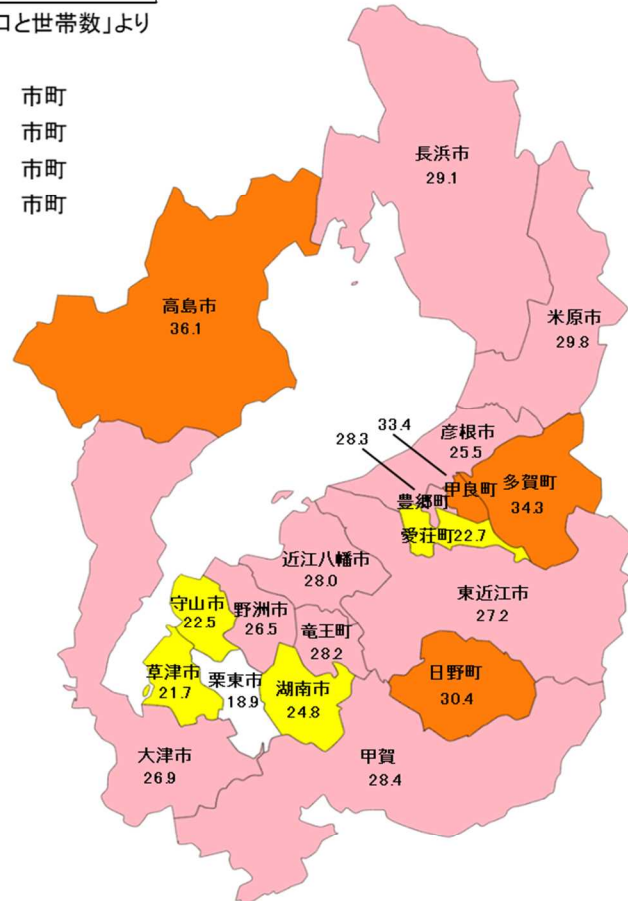 口と世帯数」より
市町
市町
市町
市町
長浜市
29.1
高島市
36.1
米原市
29.8
彦根市
25.5
33.4
28.3
甲良町
多賀町
34.3
豊郷町
愛荘町22.7
近江八幡市
28.0
東近江市
27.2
守山市
22.5
野洲市
26.5
竜王町
28.2
草津市
21.7
栗東市
18.9
湖南市
24.8
日野町
30.4
大津市
26.9
甲賀
28.4